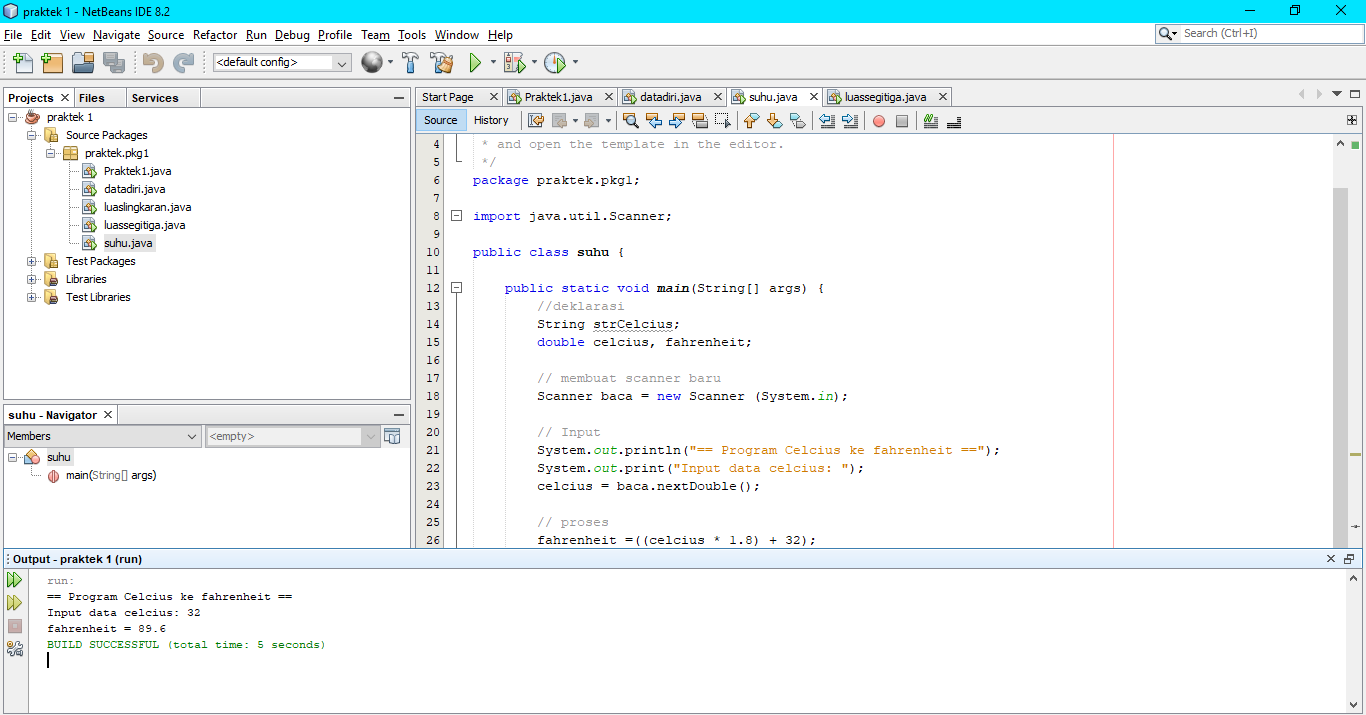 praktek 1 - NetBeans IDE 8.2
File Edit View Navigate Source Refactor Run Debug Profile Team Tools Window Help
Search (Ctrl+I)
<default config>
Projects Files Services
praktek 1
Source Packages
praktek.pkg1
Praktek1.java
datadiri.java
luaslingkaran.java
luassegitiga.java
suhu.java
Test Packages
Libraries
Test Libraries
suhu - Navigator
Members <empty>
suhu
main(String[] args)
Start Page Praktek1.java datadiri.java suhu.java luassegitiga.java
Source History
4 * and open the template in the editor.
5 */
6 package praktek.pkg1;
7
8 import java.util.Scanner;
9
10 public class suhu {
11
12 public static void main(String[] args) {
13 //deklarasi
14 String strCelcius;
15 double celcius, fahrenheit;
16
17 // membuat scanner baru
18 Scanner baca = new Scanner (System.in);
19
20 // Input
21 System.out.println("== Program Celcius ke fahrenheit ==");
22 System.out.print("Input data celcius: ");
23 celcius = baca.nextDouble();
24
25 // proses
26 fahrenheit =((celcius * 1.8) + 32);
Output - praktek 1 (run)
run:
== Program Celcius ke fahrenheit ==
Input data celcius: 32
fahrenheit = 89.6
BUILD SUCCESSFUL (total time: 5 seconds)